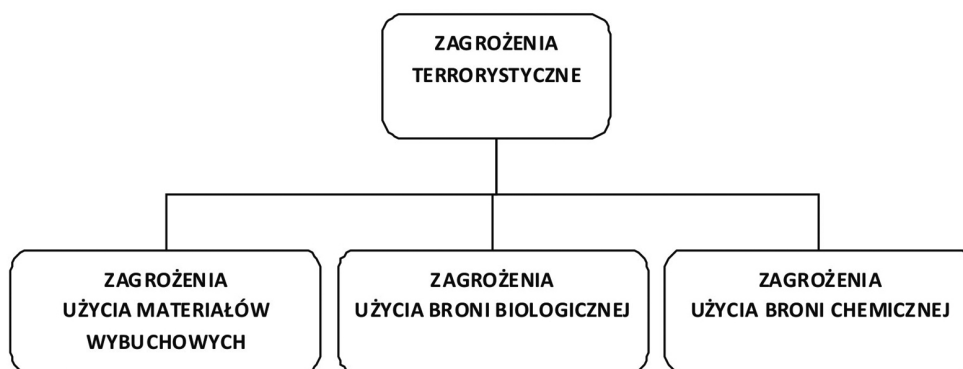 ZAGROŻENIA
TERRORYSTYCZNE
ZAGROŻENIA
UŻYCIA MATERIAŁÓW
WYBUCHOWYCH
ZAGROŻENIA
UŻYCIA BRONI BIOLOGICZNEJ
ZAGROŻENIA
UŻYCIA BRONI CHEMICZNEJ